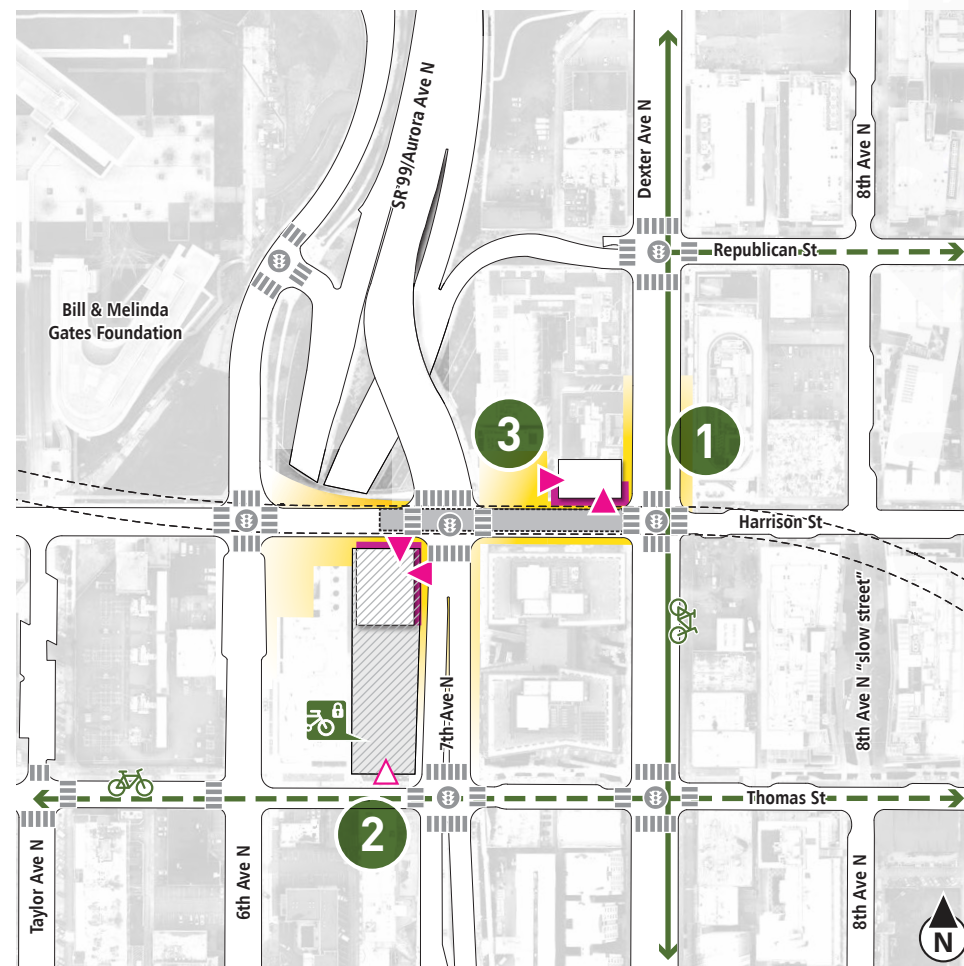 SR 99/Aurora Ave N
Dexter Ave N
8th Ave N
Republican St
Bill & Melinda
Gates Foundation
3
1
Harrison St
8th Ave N "slow street"
7th Ave N
Thomas St
2
Taylor Ave N
6th Ave N
8th Ave N
N